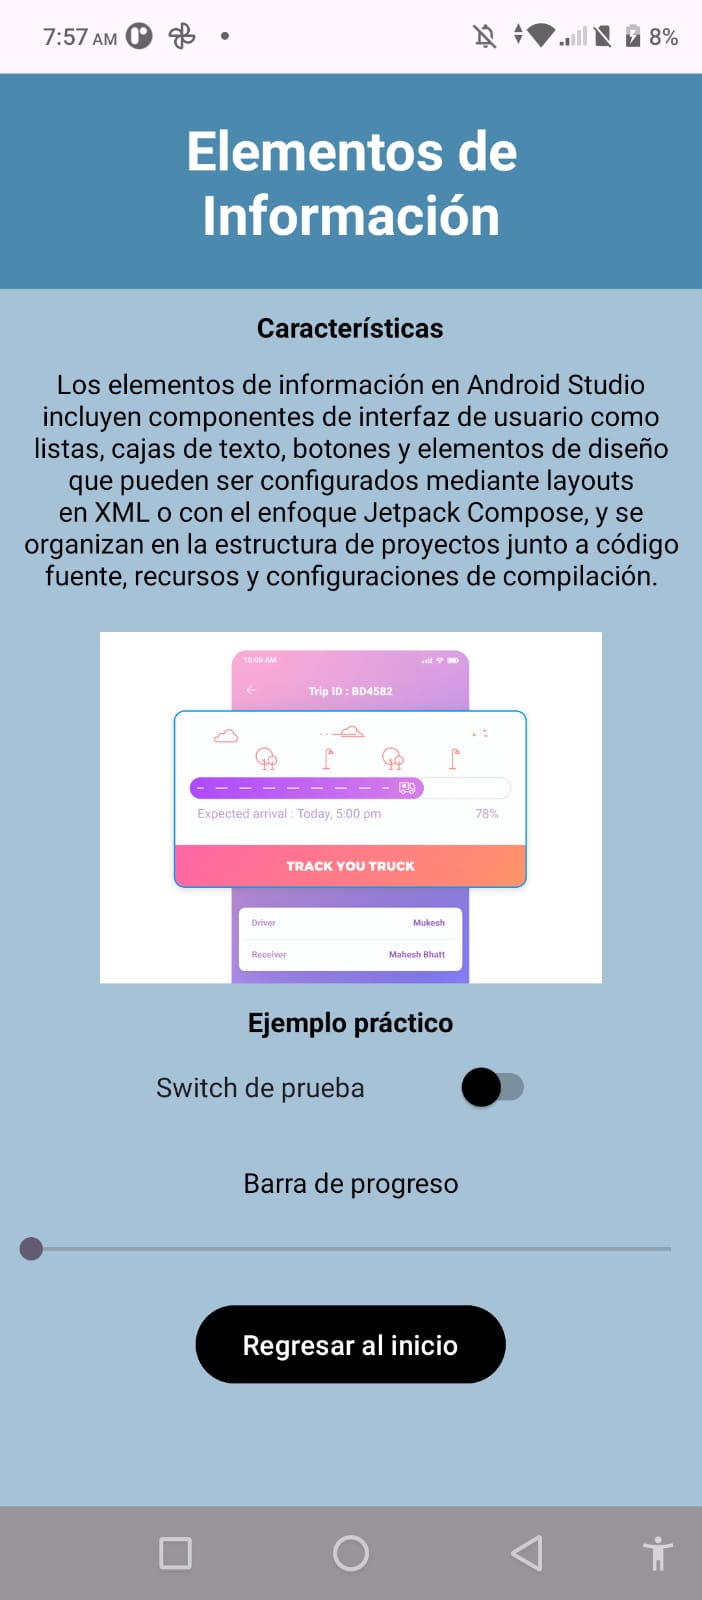 7:57 AM
8%
Elementos de
Información
Características
Los elementos de información en Android Studio
incluyen componentes de interfaz de usuario como
listas, cajas de texto, botones y elementos de diseño
que pueden ser configurados mediante layouts
en XML o con el enfoque Jetpack Compose, y se
organizan en la estructura de proyectos junto a código
fuente, recursos y configuraciones de compilación.
10:00 AM
Trip ID : BD4582
Expected arrival : Today, 5:00 pm 78%
TRACK YOU TRUCK
Driver Mukesh
Receiver Mahesh Bhatt
Ejemplo práctico
Switch de prueba
Barra de progreso
Regresar al inicio